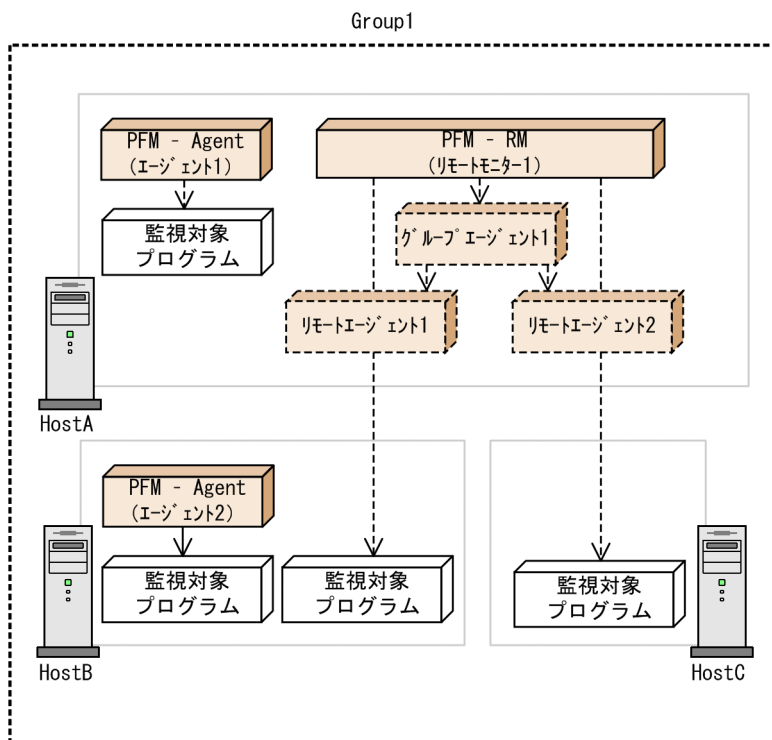 Group1
PFM - Agent
(ｴｰｼﾞｪﾝﾄ1)
PFM - RM
(ﾘﾓｰﾄﾓﾆﾀｰ1)
監視対象
プログラム
ｸﾞﾙｰﾌﾟｴｰｼﾞｪﾝﾄ1
ﾘﾓｰﾄｴｰｼﾞｪﾝﾄ1
ﾘﾓｰﾄｴｰｼﾞｪﾝﾄ2
HostA
PFM - Agent
(ｴｰｼﾞｪﾝﾄ2)
監視対象
プログラム
監視対象
プログラム
監視対象
プログラム
HostB
HostC